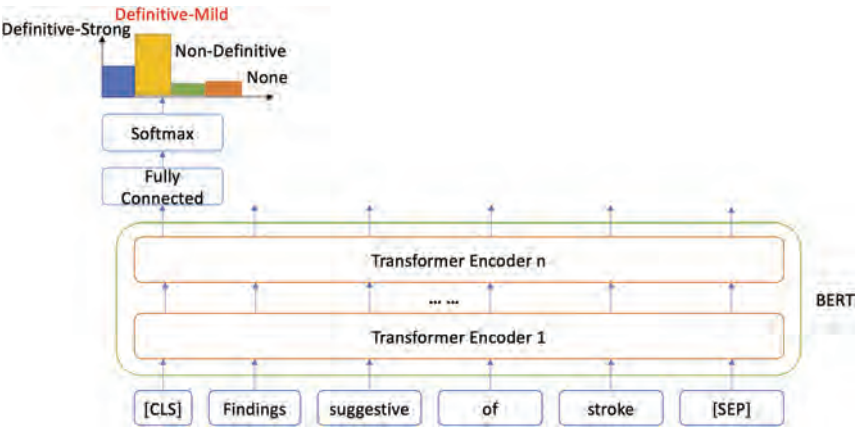 Definitive-Mild
Definitive-Strong
Non-Definitive
None
Softmax
Fully
Connected
Transformer Encoder n
... ...
BERT
Transformer Encoder 1
[CLS] Findings suggestive of stroke [SEP]